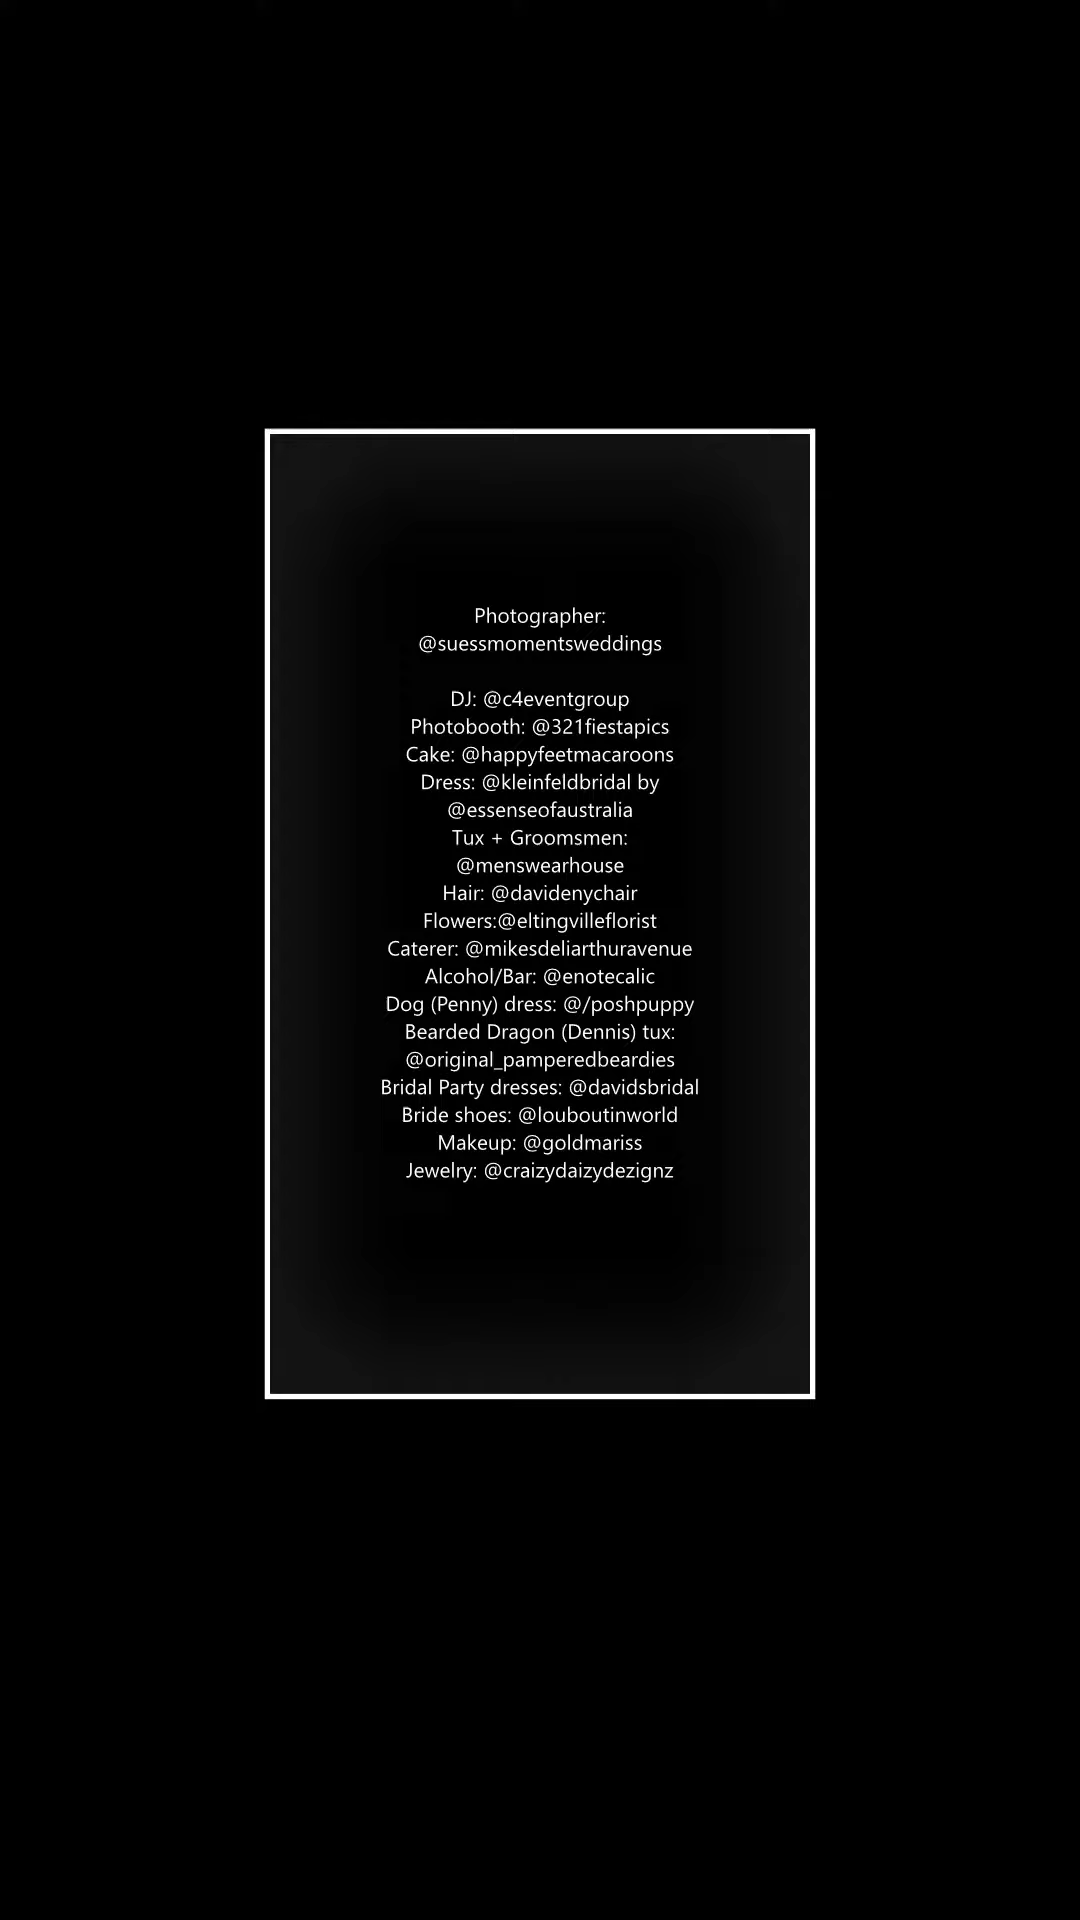 Photographer:
@suessmomentsweddings
DJ: @c4eventgroup
Photobooth: @321fiestapics
Cake: @happyfeetmacaroons
Dress: @kleinfeldbridal by
@essenseofaustralia
Tux + Groomsmen:
@menswearhouse
Hair: @davidenychair
Flowers:@eltingvilleflorist
Caterer: @mikesdeliarthuravenue
Alcohol/Bar: @enotecalic
Dog (Penny) dress: @/poshpuppy
Bearded Dragon (Dennis) tux:
@original_pamperedbeardies
Bridal Party dresses: @davidsbridal
Bride shoes: @louboutinworld
Makeup: @goldmariss
Jewelry: @craizydaizydezignz